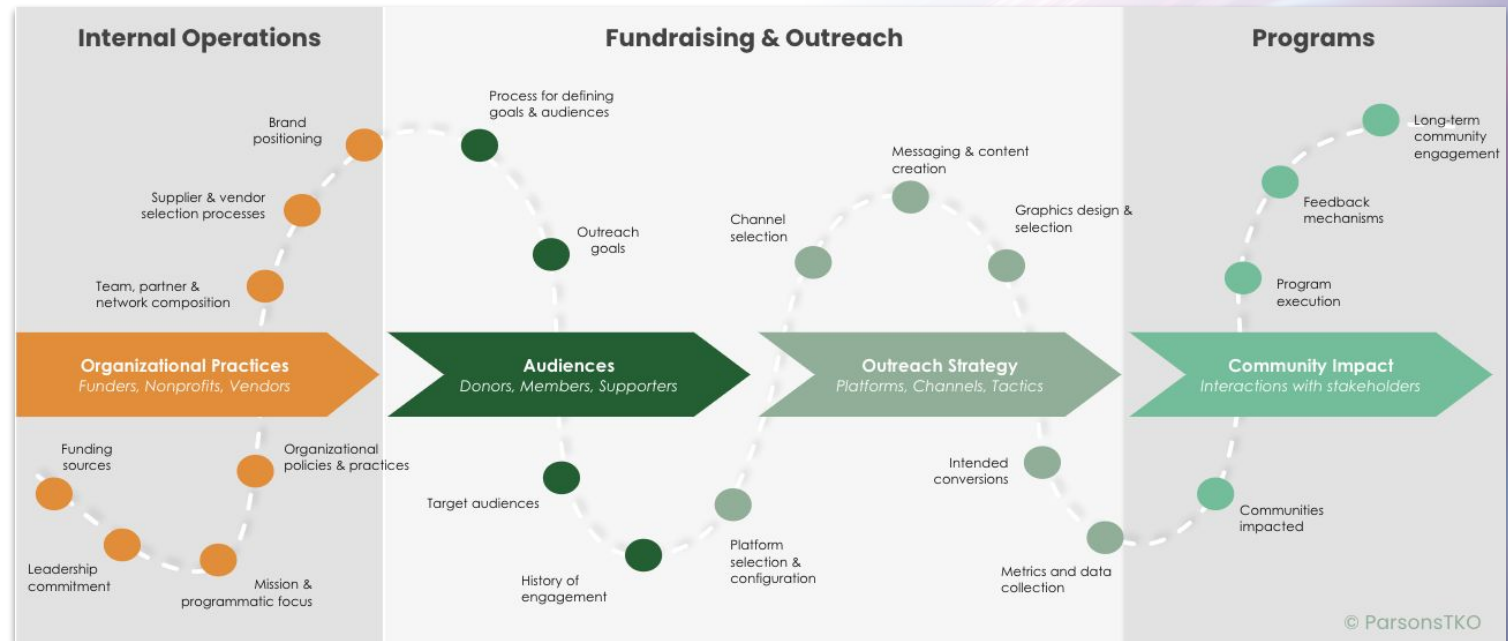 Internal Operations
Fundraising & Outreach
Programs
Brand
positioning
Process for defining
goals & audiences
Long-term
community
engagement
Messaging & content
creation
Supplier & vendor
selection processes
Feedback
mechanisms
Channel
selection
Graphics design &
selection
Outreach
goals
Team, partner &
network composition
Program
execution
Organizational Practices
Funders, Nonprofits, Vendors
Audiences
Donors, Members, Supporters
Outreach Strategy
Platforms, Channels, Tactics
Community Impact
Interactions with stakeholders
Funding
sources
Organizational
policies & practices
Target audiences
Intended
conversions
Communities
impacted
Leadership
commitment
Mission &
programmatic focus
History of
engagement
Platform
selection &
configuration
Metrics and data
collection
© ParsonsTKO